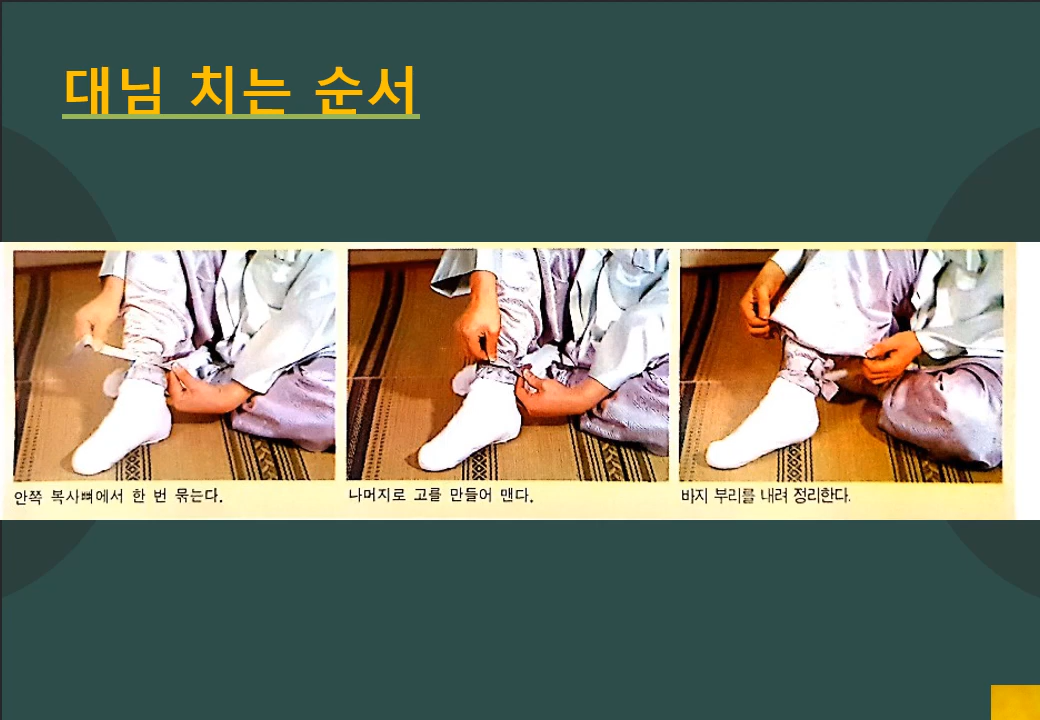 대님 치는 순서
안쪽 복사뼈에서 한 번 묶는다.
나머지로 고를 만들어 맨다.
바지 부리를 내려 정리한다.